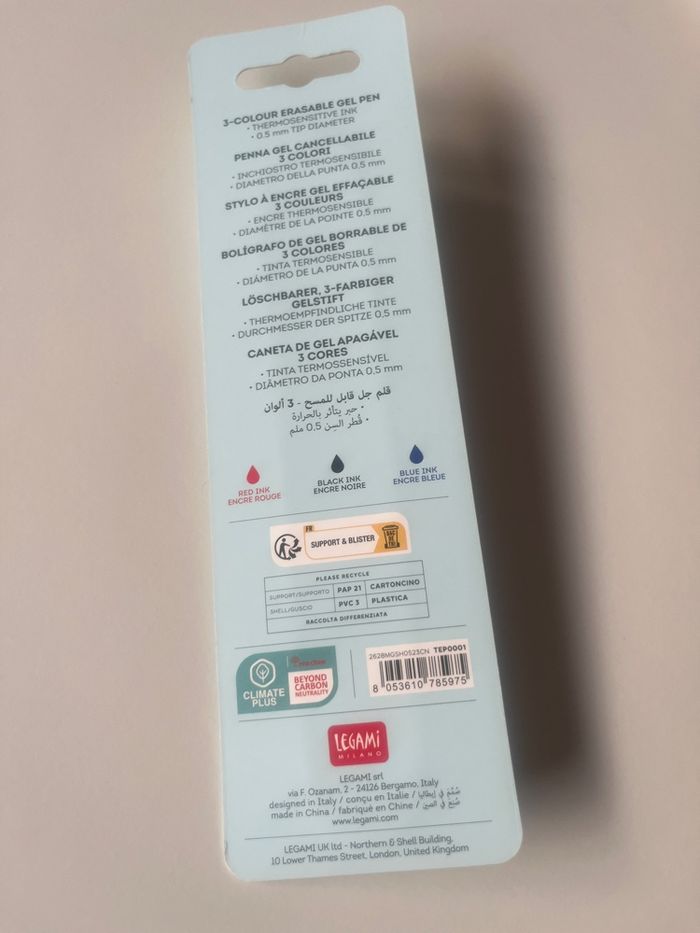 3-COLOUR ERASABLE GEL PEN
• THERMOSENSITIVE INK
• 0.5 mm TIP DIAMETER
PENNA GEL CANCELLABILE
3 COLORI
• INCHIOSTRO TERMOSENSIBILE
• DIAMETRO DELLA PUNTA 0.5 mm
STYLO À ENCRE GEL EFFAÇABLE
3 COULEURS
• ENCRE THERMOSENSIBLE
• DIAMÈTRE DE LA POINTE 0.5 mm
BOLÍGRAFO DE GEL BORRABLE DE
3 COLORES
• TINTA TERMOSENSIBLE
• DIÁMETRO DE LA PUNTA 0.5 mm
LÖSCHBARER, 3-FARBIGER
GELSTIFT
• THERMOEMPFINDLICHE TINTE
• DURCHMESSER DER SPITZE 0.5 mm
CANETA DE GEL APAGÁVEL
3 CORES
• TINTA TERMOSSENSÍVEL
• DIÂMETRO DA PONTA 0.5 mm
قلم جل قابل للمسح - 3 ألوان
• حبر يتأثر بالحرارة
• قُطر السن 0.5 ملم
RED INK
ENCRE ROUGE
BLACK INK
ENCRE NOIRE
BLUE INK
ENCRE BLEUE
FR
SUPPORT & BLISTER
BAC
DE
TRI
PLEASE RECYCLE
SUPPORT/SUPPORTO PAP 21 CARTONCINO
SHELL/GUSCIO PVC 3 PLASTICA
RACCOLTA DIFFERENZIATA
CLIMATE
PLUS
BEYOND
CARBON
NEUTRALITY
2628MGSH0523CN TEP0001
8 053610 785975
LEGAMI
MILANO
LEGAMI srl
via F. Ozanam, 2 - 24126 Bergamo, Italy
designed in Italy / conçu en Italie / صُمّم في إيطاليا
made in China / fabriqué en Chine / صُنع في الصين
www.legami.com
LEGAMI UK ltd - Northern & Shell Building,
10 Lower Thames Street, London, United Kingdom